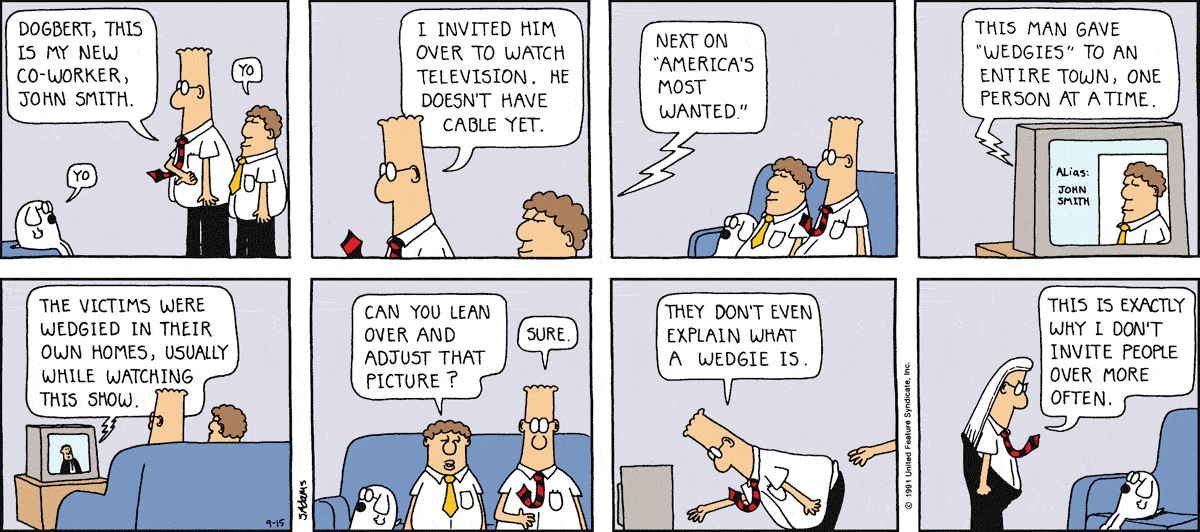 DOGBERT, THIS
IS MY NEW
CO-WORKER,
JOHN SMITH.
YO
YO
I INVITED HIM
OVER TO WATCH
TELEVISION. HE
DOESN'T HAVE
CABLE YET.
NEXT ON
"AMERICA'S
MOST
WANTED."
THIS MAN GAVE
"WEDGIES" TO AN
ENTIRE TOWN, ONE
PERSON AT A TIME.
ALias:
JOHN
SMITH
THE VICTIMS WERE
WEDGIED IN THEIR
OWN HOMES, USUALLY
WHILE WATCHING
THIS SHOW.
9-15
S.ADAMS
CAN YOU LEAN
OVER AND
ADJUST THAT
PICTURE?
SURE.
THEY DON'T EVEN
EXPLAIN WHAT
A WEDGIE IS.
© 1991 United Feature Syndicate, Inc.
THIS IS EXACTLY
WHY I DON'T
INVITE PEOPLE
OVER MORE
OFTEN.